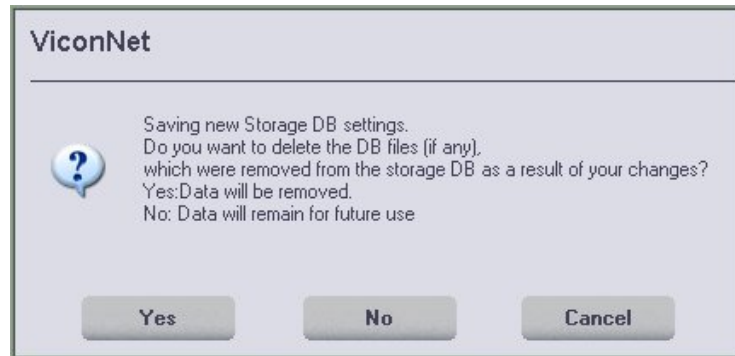 ViconNet
Saving new Storage DB settings.
Do you want to delete the DB files (if any),
which were removed from the storage DB as a result of your changes?
Yes:Data will be removed.
No: Data will remain for future use
Yes No Cancel